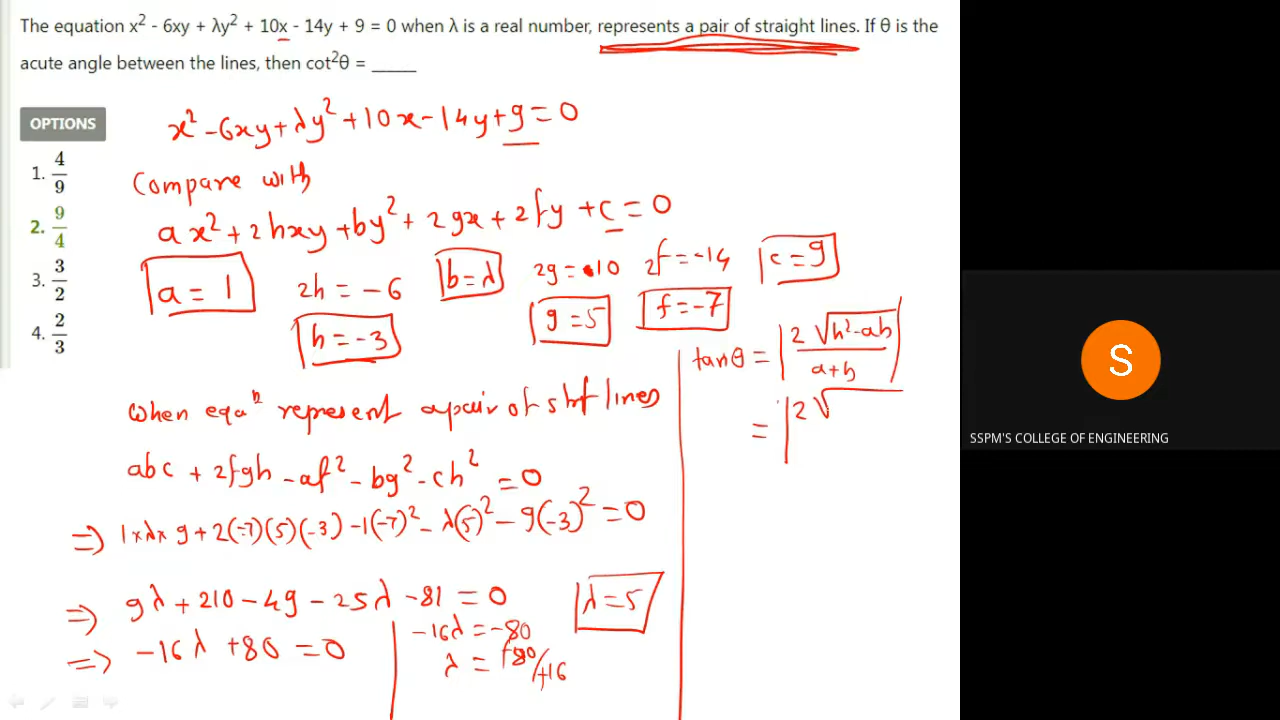 The equation x² - 6xy + λy² + 10x - 14y + 9 = 0 when λ is a real number, represents a pair of straight lines. If θ is the
acute angle between the lines, then cot²θ = _____
OPTIONS
1. 4/9
2. 9/4
3. 3/2
4. 2/3
x² - 6xy + λy² + 10x - 14y + 9 = 0
Compare with
ax² + 2hxy + by² + 2gx + 2fy + c = 0
a = 1
2h = -6
h = -3
b = λ
2g = 10
g = 5
2f = -14
f = -7
c = 9
When equaⁿ represent a pair of st lines
abc + 2fgh - af² - bg² - ch² = 0
=> 1×λ×9 + 2(-7)(5)(-3) - 1(-7)² - λ(5)² - 9(-3)² = 0
=> 9λ + 210 - 49 - 25λ - 81 = 0
=> -16λ + 80 = 0
-16λ = -80
λ = +80/+16
λ = 5
tanθ = |2√h²-ab / a+b|
= |2√
S
SSPM'S COLLEGE OF ENGINEERING